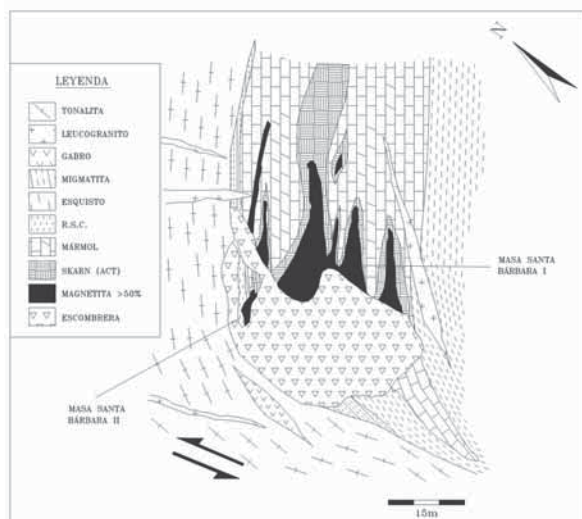 N
LEYENDA
TONALITA
LEUCOGRANITO
GABRO
MIGMATITA
ESQUISTO
R.S.C.
MÁRMOL
SKARN (ACT)
MAGNETITA >50%
ESCOMBRERA
MASA SANTA
BÁRBARA I
MASA SANTA
BÁRBARA II
15m